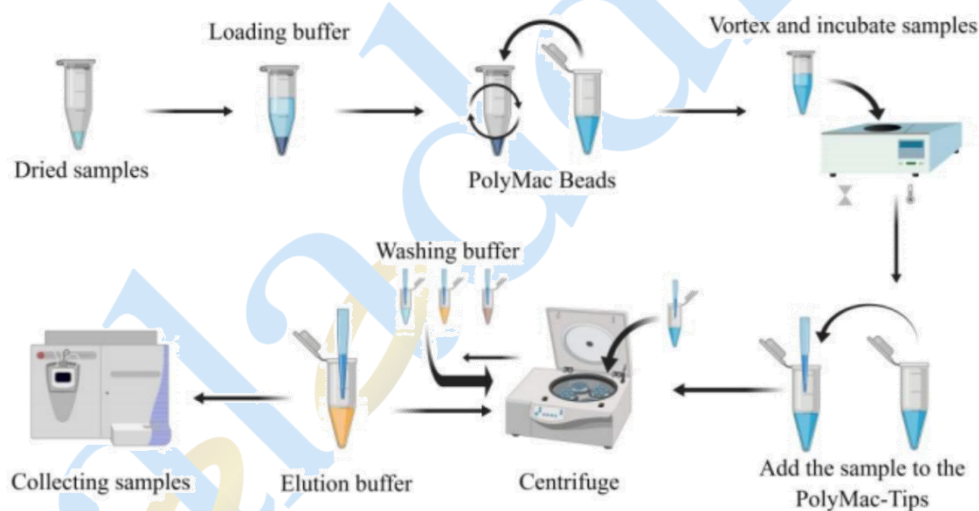 Loading buffer
Vortex and incubate samples
Dried samples
PolyMac Beads
Washing buffer
Collecting samples
Elution buffer
Centrifuge
Add the sample to the
PolyMac-Tips